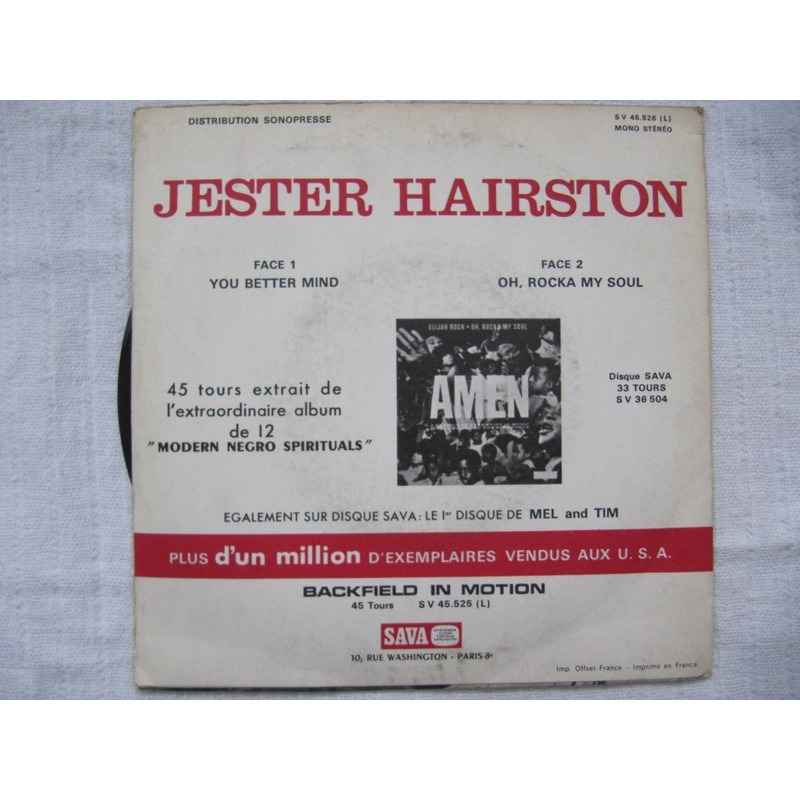 DISTRIBUTION SONOPRESSE
SV 45.526 (L)
MONO STÉRÉO
JESTER HAIRSTON
FACE 1
YOU BETTER MIND
FACE 2
OH, ROCKA MY SOUL
ELIJAH ROCK • OH, ROCKA MY SOUL
AMEN
45 tours extrait de
l'extraordinaire album
de 12
"MODERN NEGRO SPIRITUALS"
Disque SAVA
33 TOURS
SV 36 504
EGALEMENT SUR DISQUE SAVA : LE 1er DISQUE DE MEL and TIM
PLUS d'un million D'EXEMPLAIRES VENDUS AUX U. S. A.
BACKFIELD IN MOTION
45 Tours SV 45.525 (L)
SAVA
10, RUE WASHINGTON - PARIS-8e
Imp. Offset-France - Imprimé en France